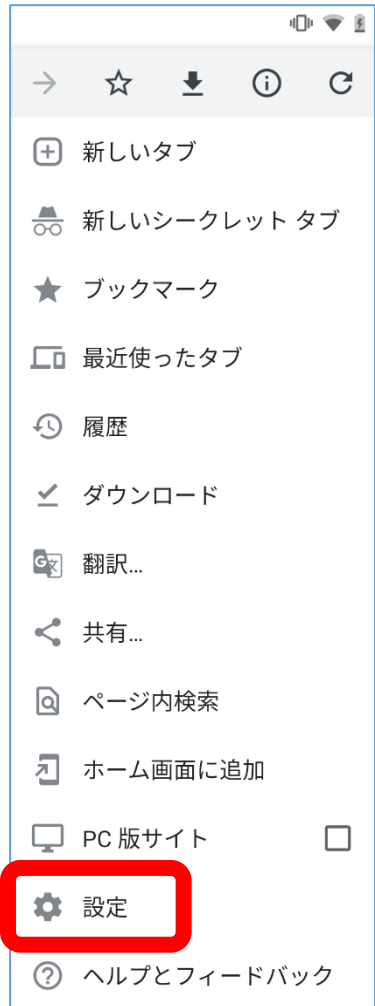 新しいタブ
新しいシークレット タブ
ブックマーク
最近使ったタブ
履歴
ダウンロード
翻訳...
共有...
ページ内検索
ホーム画面に追加
PC 版サイト
設定
ヘルプとフィードバック